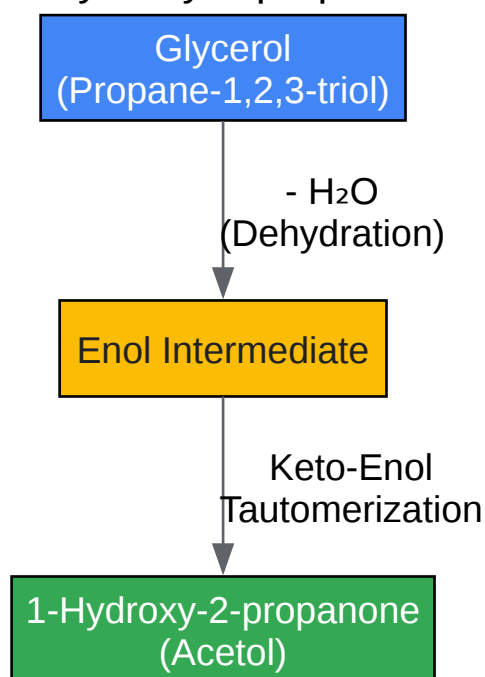 Glycerol
(Propane-1,2,3-triol)
- H₂O
(Dehydration)
Enol Intermediate
Keto-Enol
Tautomerization
1-Hydroxy-2-propanone
(Acetol)